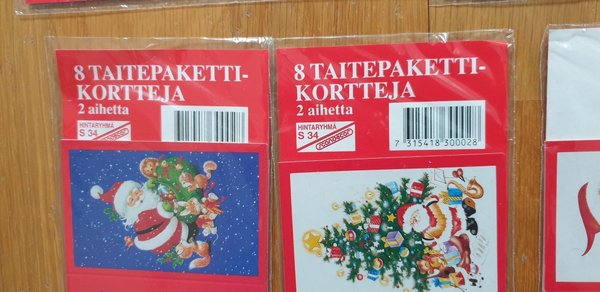 8 TAITEPAKETTI-
KORTTEJA
2 aihetta
HINTARYHMÄ
S 34
8 TAITEPAKETTI-
KORTTEJA
2 aihetta
HINTARYHMÄ
S 34
7 315418 300028